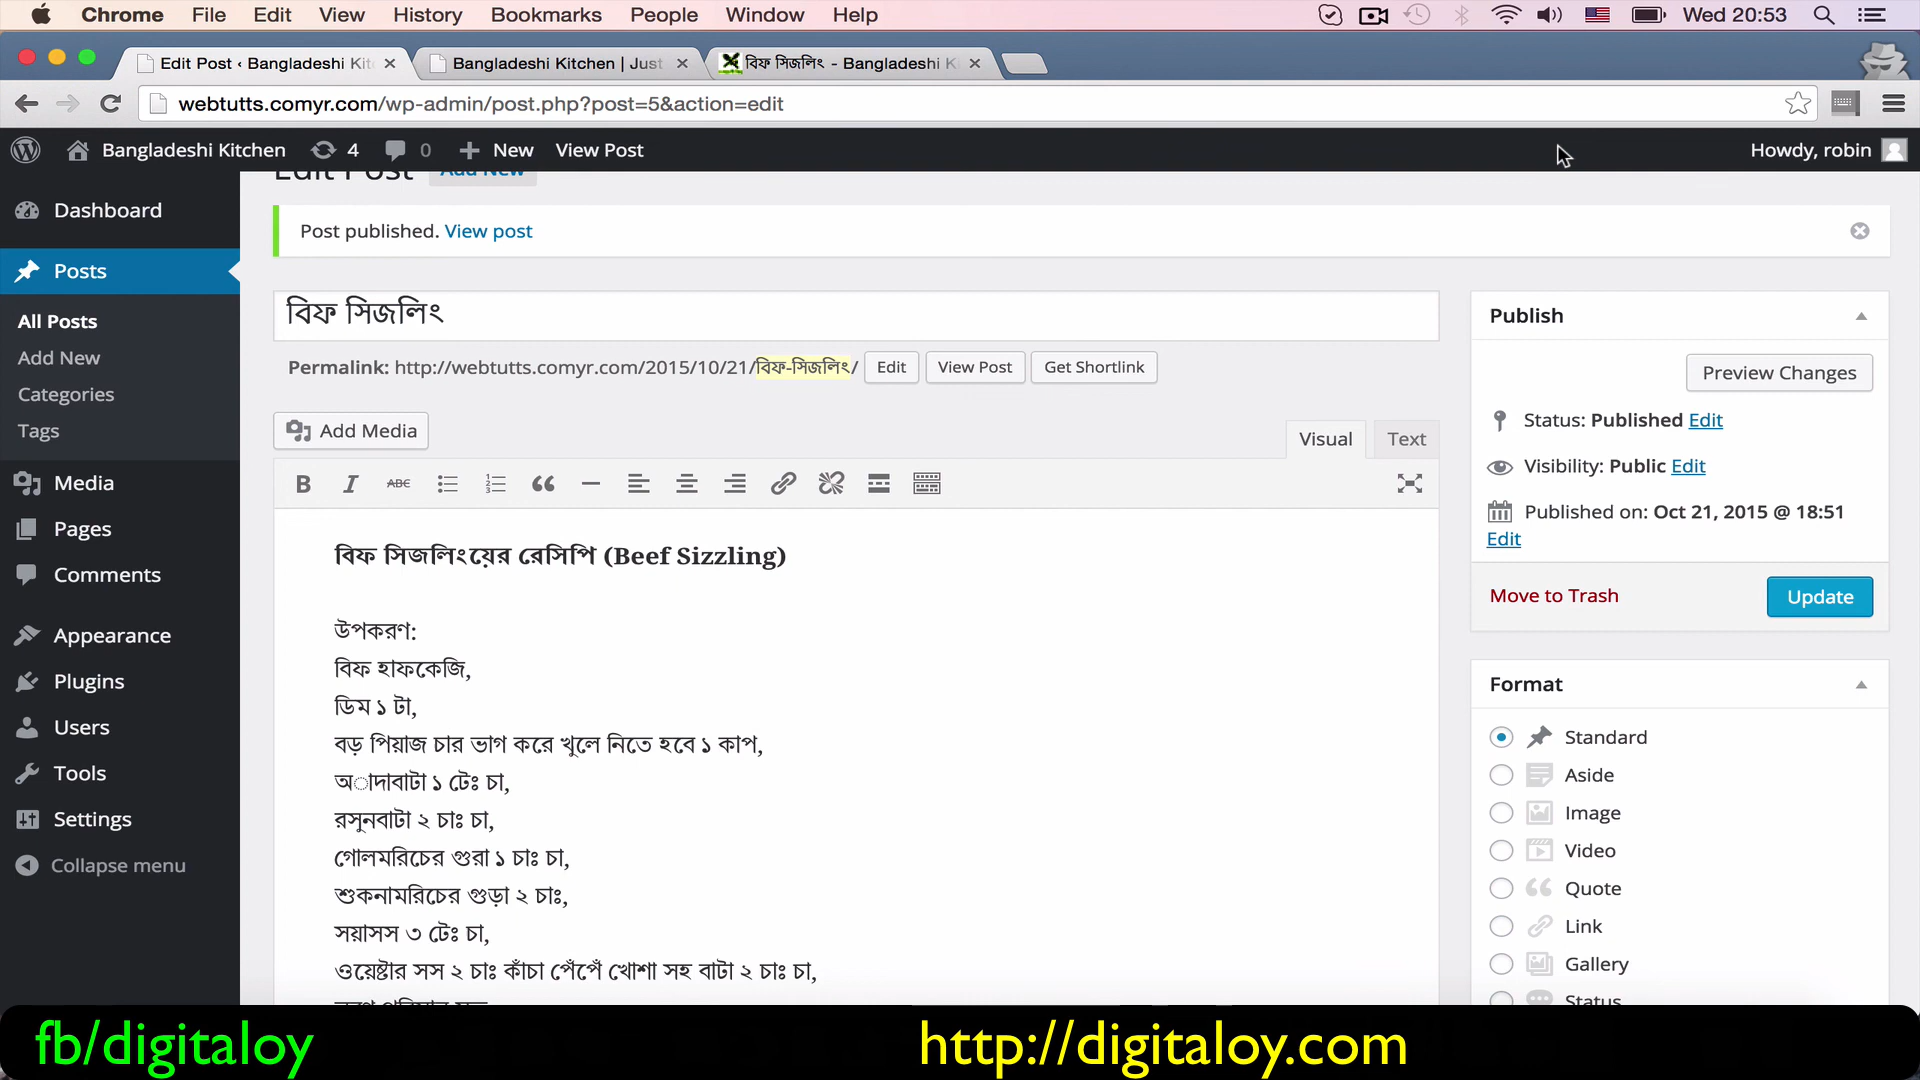 Chrome File Edit View History Bookmarks People Window Help Wed 20:53
Edit Post ‹ Bangladeshi Kit
Bangladeshi Kitchen | Just
বিফ সিজলিং - Bangladeshi K
webtutts.comyr.com/wp-admin/post.php?post=5&action=edit
Bangladeshi Kitchen 4 0 New View Post Howdy, robin
Edit Post Add New
Dashboard
Posts
All Posts
Add New
Categories
Tags
Media
Pages
Comments
Appearance
Plugins
Users
Tools
Settings
Collapse menu
Post published. View post
বিফ সিজলিং
Permalink: http://webtutts.comyr.com/2015/10/21/বিফ-সিজলিং/ Edit View Post Get Shortlink
Add Media
Visual Text
B I ABC
বিফ সিজলিংয়ের রেসিপি (Beef Sizzling)
উপকরণ:
বিফ হাফকেজি,
ডিম ১ টা,
বড় পিয়াজ চার ভাগ করে খুলে নিতে হবে ১ কাপ,
অাদাবাটা ১ টেঃ চা,
রসুনবাটা ২ চাঃ চা,
গোলমরিচের গুরা ১ চাঃ চা,
শুকনামরিচের গুড়া ২ চাঃ,
সয়াসস ৩ টেঃ চা,
ওয়েষ্টার সস ২ চাঃ কাঁচা পেঁপেঁ খোশা সহ বাটা ২ চাঃ চা,
Publish
Preview Changes
Status: Published Edit
Visibility: Public Edit
Published on: Oct 21, 2015 @ 18:51
Edit
Move to Trash Update
Format
Standard
Aside
Image
Video
Quote
Link
Gallery
Status
fb/digitaloy
http://digitaloy.com